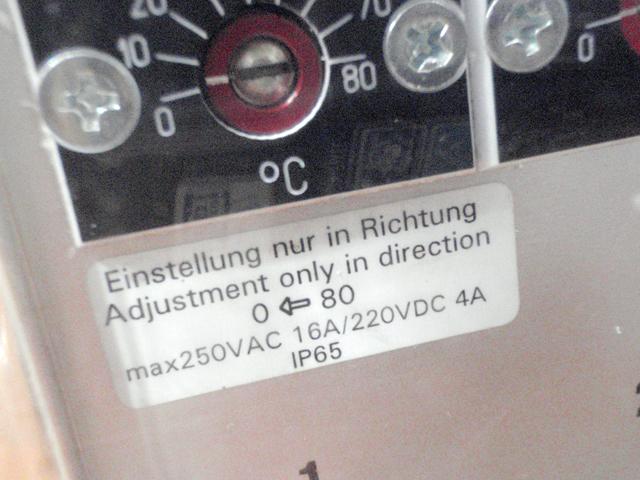 20
70
10
80
0
0
°C
Einstellung nur in Richtung
Adjustment only in direction
0 ⇦ 80
max250VAC 16A/220VDC 4A
IP65
1